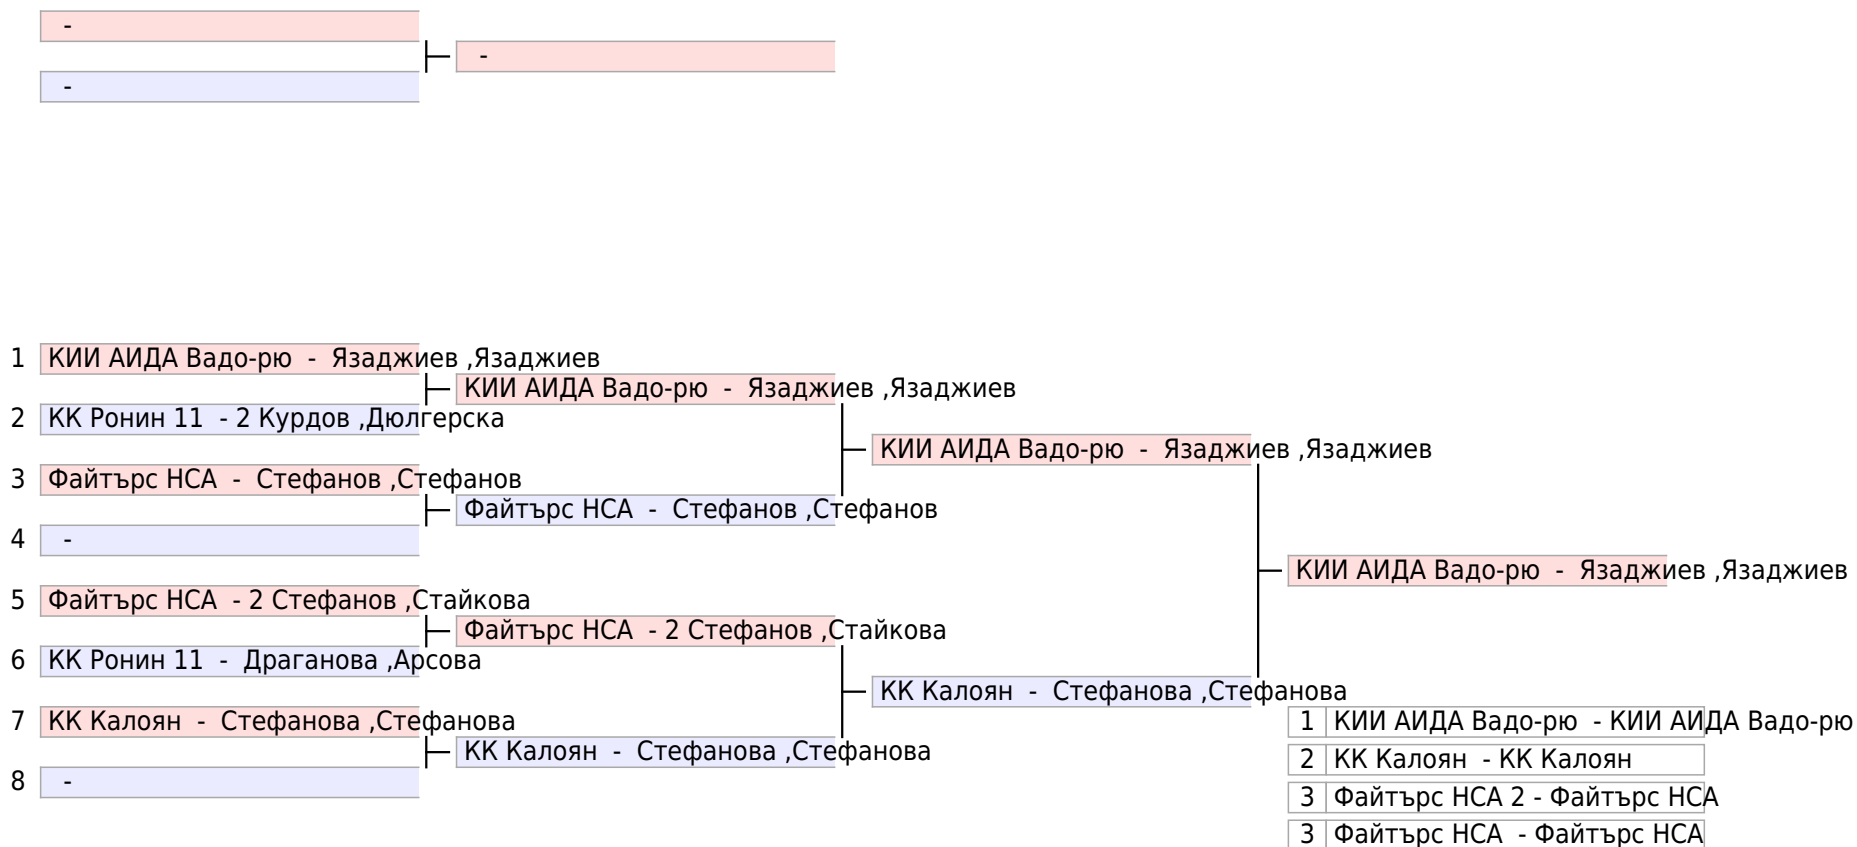 -
-
-
1 КИИ АИДА Вадо-рю - Язаджиев ,Язаджиев
КИИ АИДА Вадо-рю - Язаджиев ,Язаджиев
2 КК Ронин 11 - 2 Курдов ,Дюлгерска
КИИ АИДА Вадо-рю - Язаджиев ,Язаджиев
3 Файтърс НСА - Стефанов ,Стефанов
Файтърс НСА - Стефанов ,Стефанов
4 -
КИИ АИДА Вадо-рю - Язаджиев ,Язаджиев
5 Файтърс НСА - 2 Стефанов ,Стайкова
Файтърс НСА - 2 Стефанов ,Стайкова
6 КК Ронин 11 - Драганова ,Арсова
КК Калоян - Стефанова ,Стефанова
7 КК Калоян - Стефанова ,Стефанова
КК Калоян - Стефанова ,Стефанова
8 -
1 КИИ АИДА Вадо-рю - КИИ АИДА Вадо-рю
2 КК Калоян - КК Калоян
3 Файтърс НСА 2 - Файтърс НСА
3 Файтърс НСА - Файтърс НСА